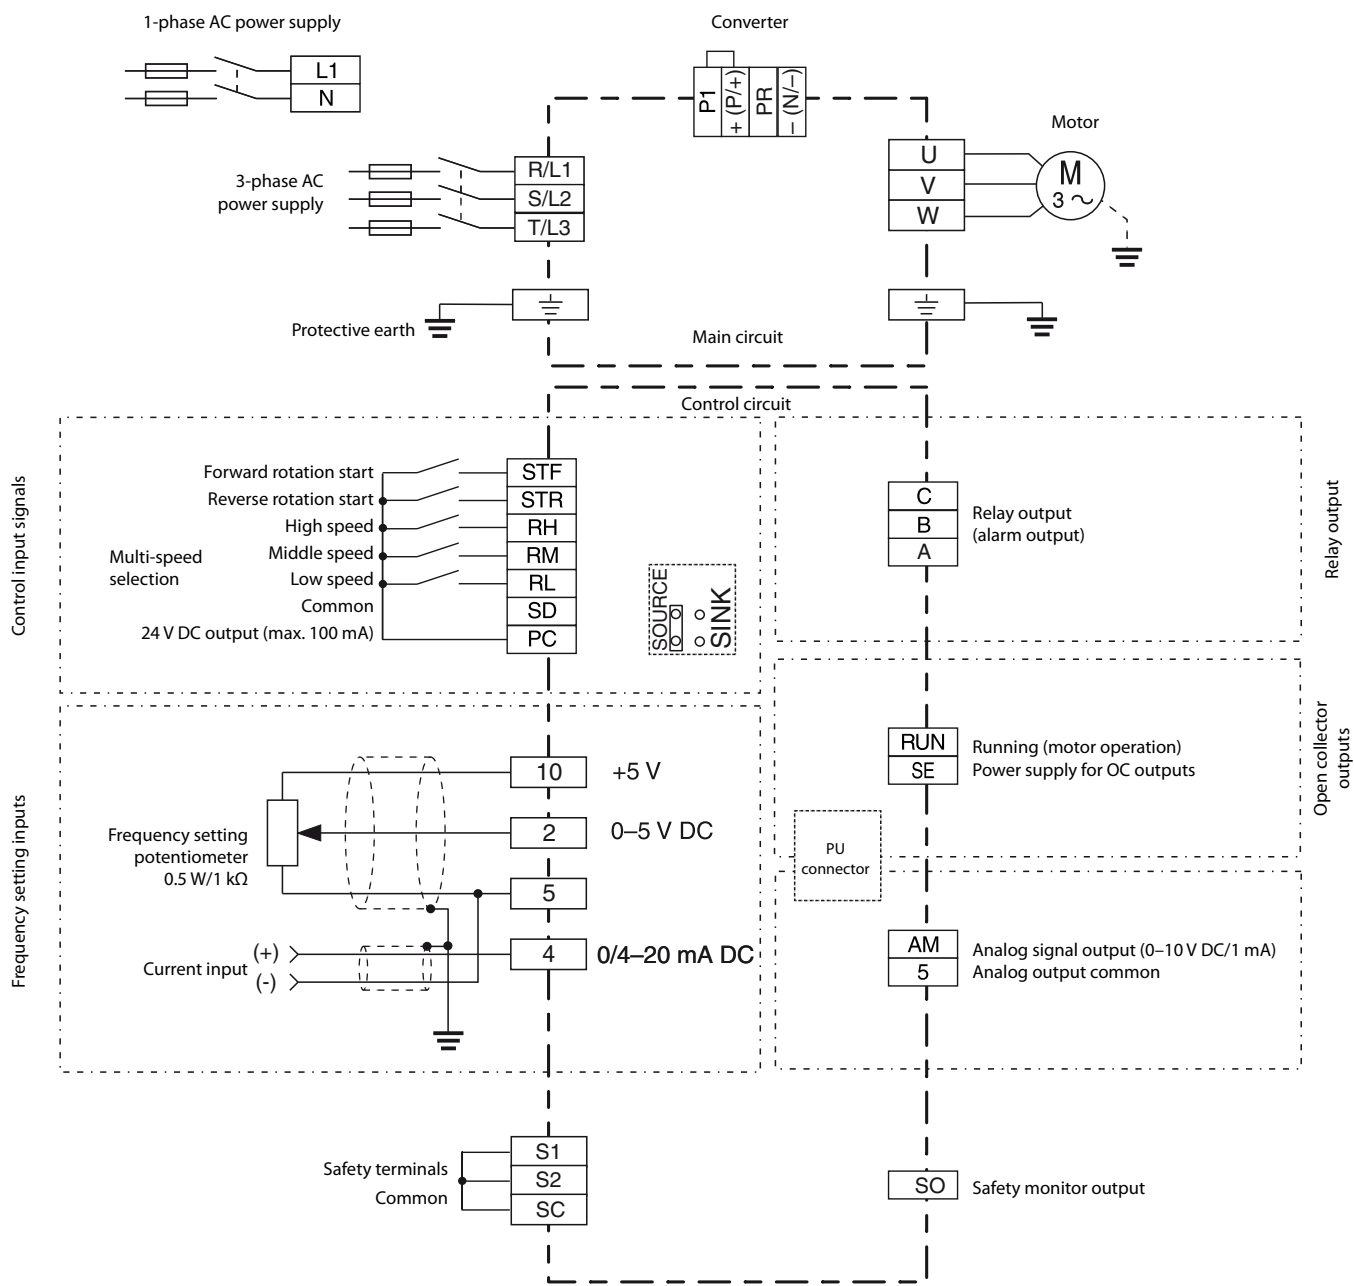 1-phase AC power supply
L1
N
Converter
P1
+ (P/+)
PR
– (N/–)
3-phase AC
power supply
R/L1
S/L2
T/L3
U
V
W
Motor
M
3 ~
Protective earth
Main circuit
Control circuit
Control input signals
Forward rotation start
STF
Reverse rotation start
STR
High speed
RH
Multi-speed
selection
Middle speed
RM
Low speed
RL
Common
SD
24 V DC output (max. 100 mA)
PC
SOURCE
SINK
C
B
A
Relay output
(alarm output)
Relay output
RUN
SE
Running (motor operation)
Power supply for OC outputs
Open collector
outputs
PU
connector
Frequency setting inputs
10
+5 V
Frequency setting
potentiometer
0.5 W/1 kΩ
2
0–5 V DC
5
Current input
(+)
(-)
4
0/4–20 mA DC
AM
Analog signal output (0–10 V DC/1 mA)
5
Analog output common
Safety terminals
Common
S1
S2
SC
SO
Safety monitor output